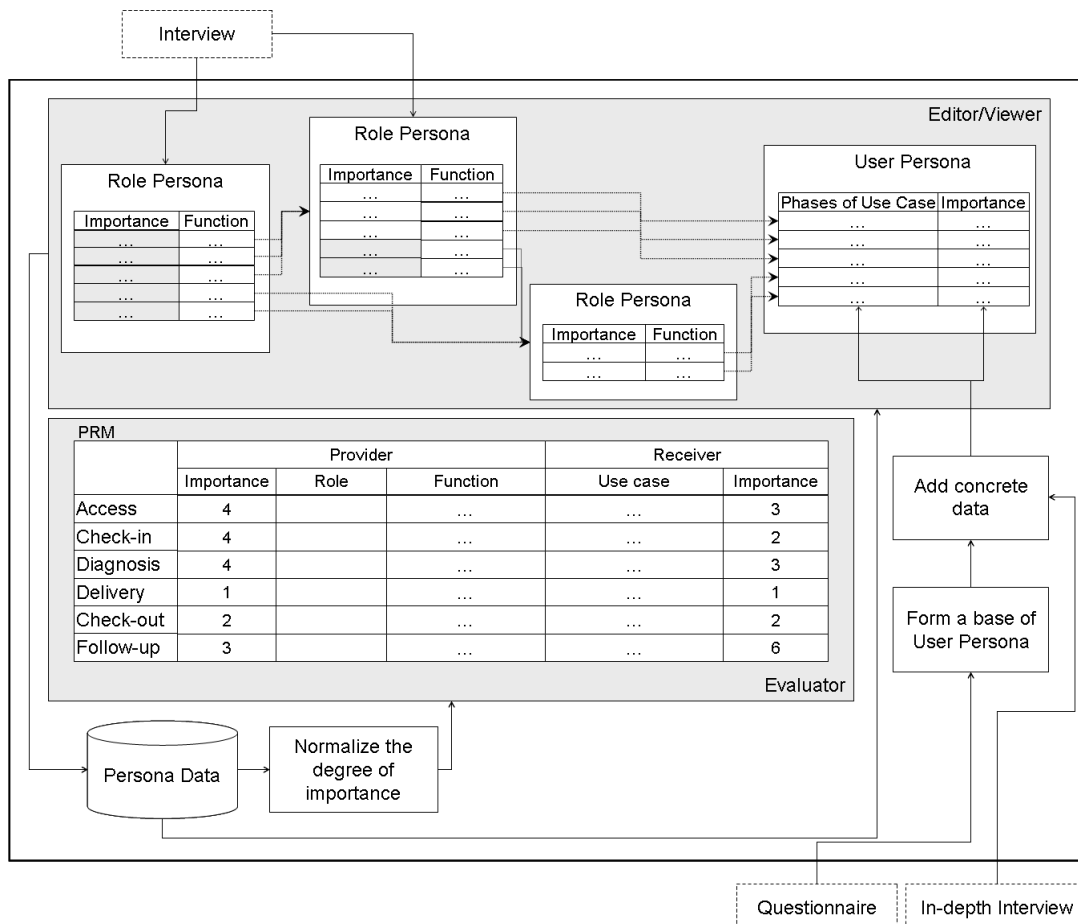 Interview
Editor/Viewer
Role Persona
Importance Function
… …
… …
… …
… …
… …
Role Persona
Importance Function
… …
… …
… …
… …
… …
User Persona
Phases of Use Case Importance
… …
… …
… …
… …
… …
Role Persona
Importance Function
… …
… …
PRM
Provider Receiver
Importance Role Function Use case Importance
Access 4 … … 3
Check-in 4 … … 2
Diagnosis 4 … … 3
Delivery 1 … … 1
Check-out 2 … … 2
Follow-up 3 … … 6
Evaluator
Add concrete
data
Form a base of
User Persona
Persona Data
Normalize the
degree of
importance
Questionnaire
In-depth Interview